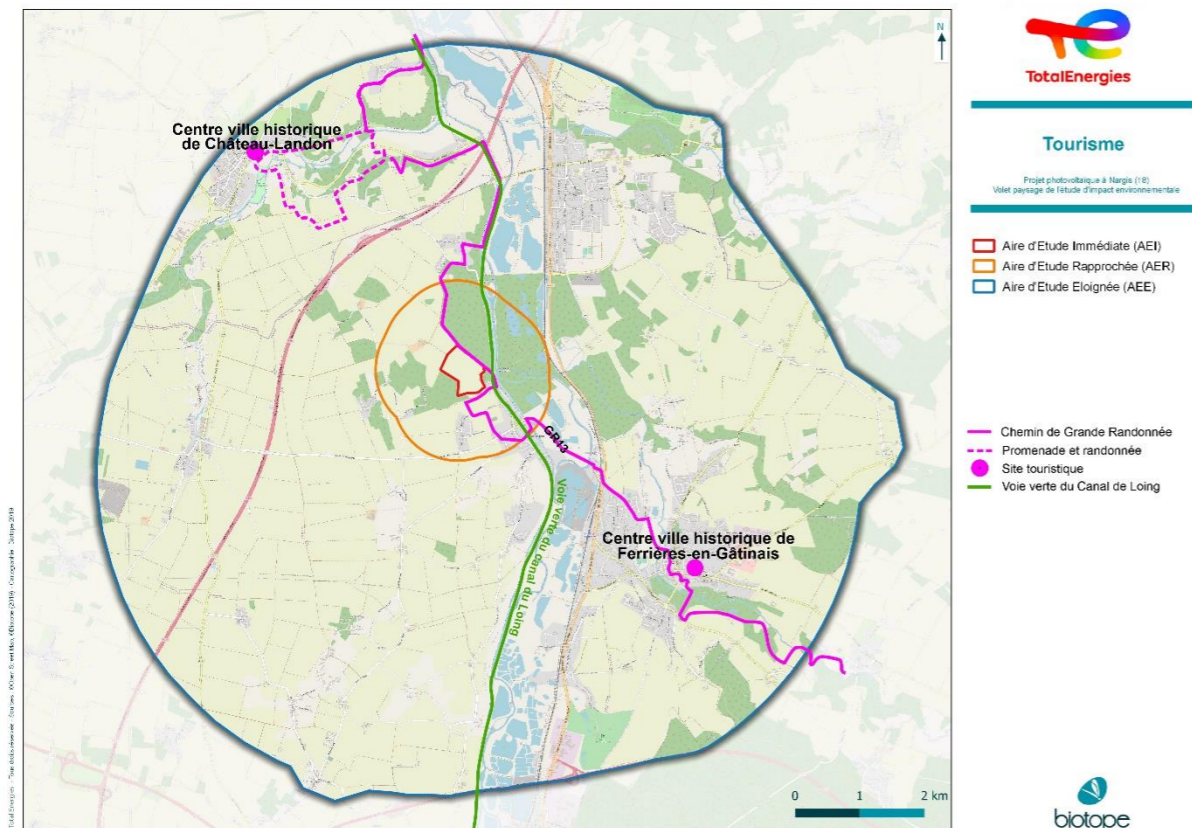 N
Centre ville historique
de Château-Landon
GR13
Voie verte du canal du Loing
Centre ville historique de
Ferrières-en-Gâtinais
0 1 2 km
TotalEnergies
Tourisme
Projet photovoltaïque à Nargis (18)
Volet paysage de l'étude d'impact environnementale
Aire d'Etude Immédiate (AEI)
Aire d'Etude Rapprochée (AER)
Aire d'Etude Eloignée (AEE)
Chemin de Grande Randonnée
Promenade et randonnée
Site touristique
Voie verte du Canal de Loing
biotope